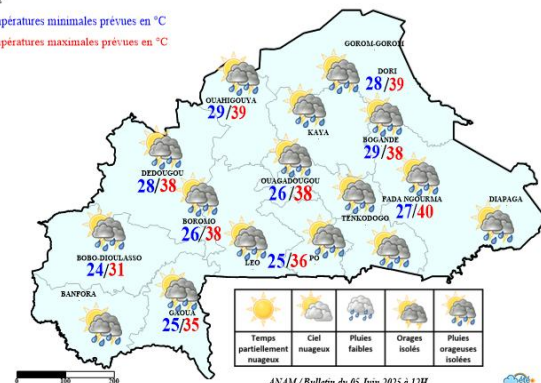 pératures minimales prévues en °C
pératures maximales prévues en °C
GOROM-GOROM
DORI
28/39
OUAHIGOUYA
29/39
KAYA
BOGANDE
29/38
DEDOUGOU
28/38
OUAGADOUGOU
26/38
BOROMO
26/38
FADA NGOURMA
27/40
DIAPAGA
TENKODOGO
BOBO-DIOULASSO
24/31
LEO
25/36
PO
BANFORA
GAOUA
25/35
Temps partiellement nuageux
Ciel nuageux
Pluies faibles
Orages isolés
Pluies orageuses isolées
ANAM / Bulletin du 05 Juin 2025 à 12H